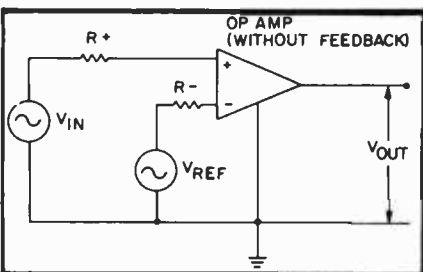 OP AMP
(WITHOUT FEEDBACK)
R+
+
R-
-
VIN
VREF
VOUT